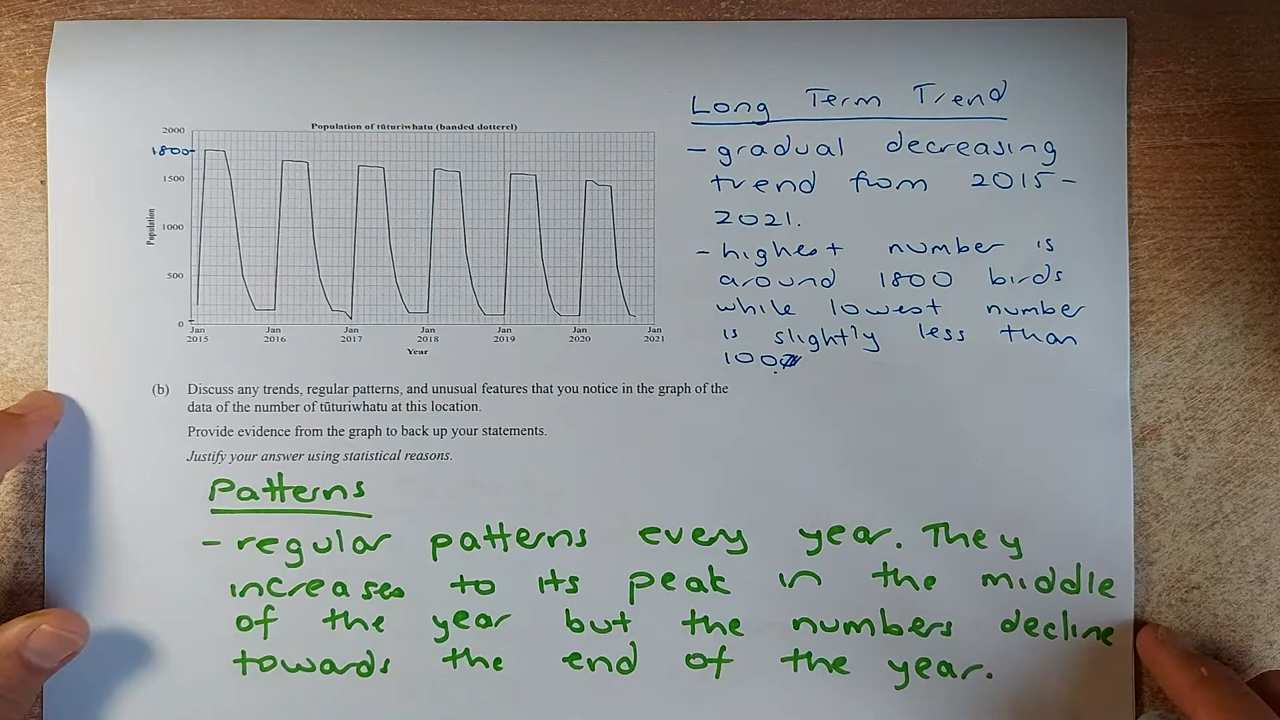 Population of tūturiwhatu (banded dotterel)
2000
1800
1500
1000
500
0
Population
Jan 2015
Jan 2016
Jan 2017
Jan 2018
Jan 2019
Jan 2020
Jan 2021
Year
Long Term Trend
- gradual decreasing
trend from 2015-
2021.
- highest number is
around 1800 birds
while lowest number
is slightly less than
100
(b) Discuss any trends, regular patterns, and unusual features that you notice in the graph of the
data of the number of tūturiwhatu at this location.
Provide evidence from the graph to back up your statements.
Justify your answer using statistical reasons.
Patterns
- regular patterns every year. They
increases to its peak in the middle
of the year but the numbers decline
towards the end of the year.